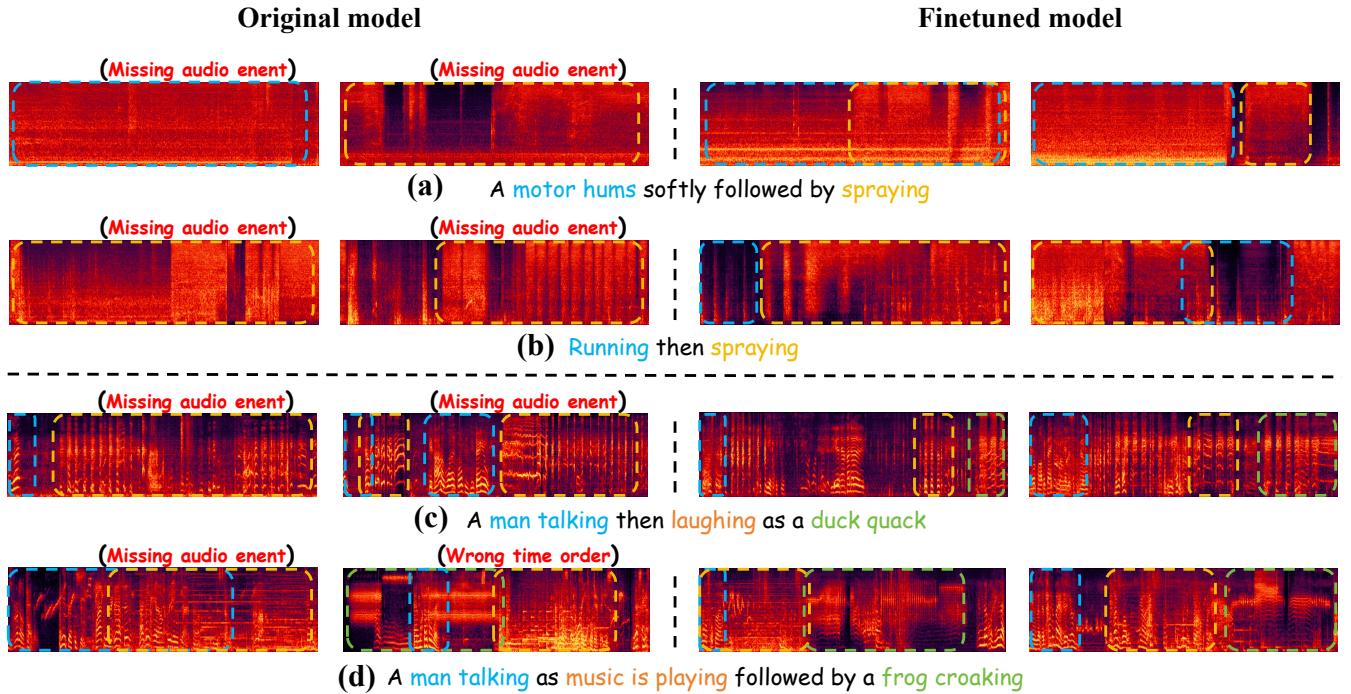 Original model
Finetuned model
(Missing audio enent)
(Missing audio enent)
(a) A motor hums softly followed by spraying
(Missing audio enent)
(Missing audio enent)
(b) Running then spraying
(Missing audio enent)
(Missing audio enent)
(c) A man talking then laughing as a duck quack
(Missing audio enent)
(Wrong time order)
(d) A man talking as music is playing followed by a frog croaking